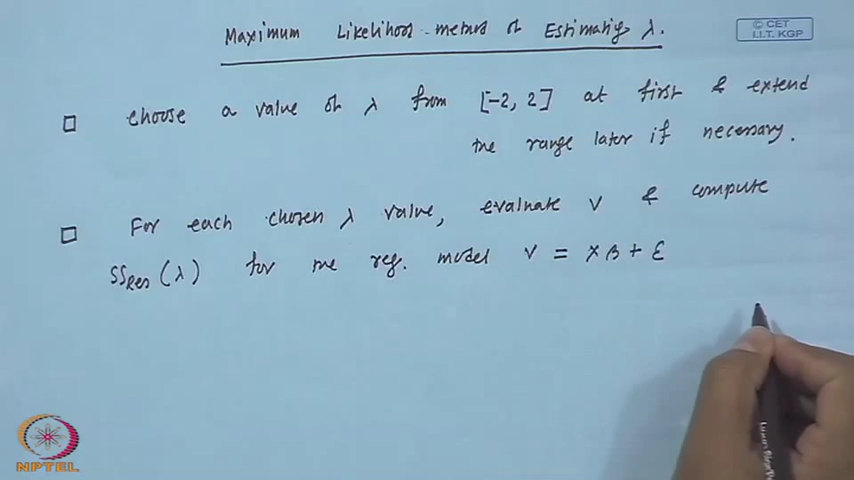 Maximum Likelihood method of Estimating λ.
© CET
I.I.T. KGP
choose a value of λ from [-2, 2] at first & extend
the range later if necessary.
For each chosen λ value, evaluate V & compute
SSRes(λ) for the reg. model V = Xβ + ε
NPTEL